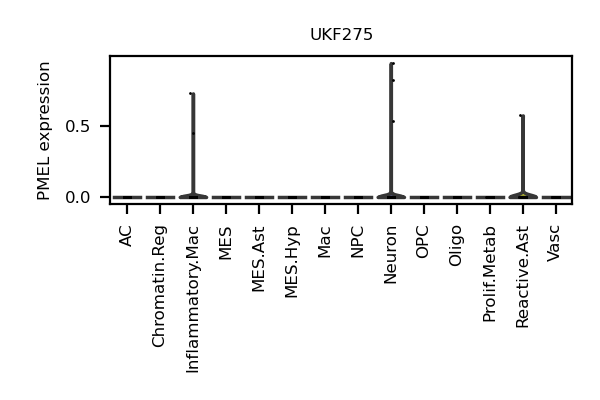 UKF275
PMEL expression
0.5
0.0
AC
Chromatin.Reg
Inflammatory.Mac
MES
MES.Ast
MES.Hyp
Mac
NPC
Neuron
OPC
Oligo
Prolif.Metab
Reactive.Ast
Vasc